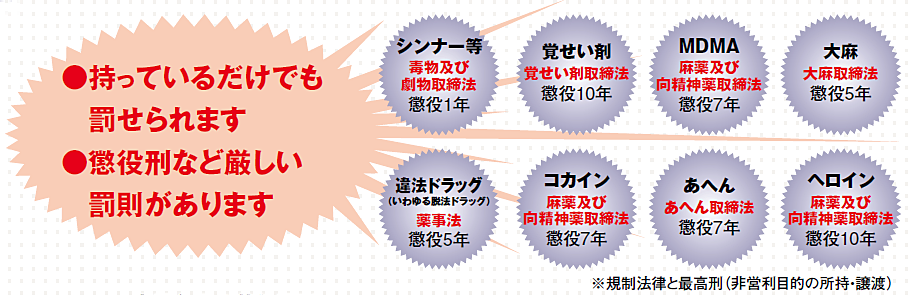 ●持っているだけでも
罰せられます
●懲役刑など厳しい
罰則があります
シンナー等
毒物及び
劇物取締法
懲役1年
覚せい剤
覚せい剤取締法
懲役10年
MDMA
麻薬及び
向精神薬取締法
懲役7年
大麻
大麻取締法
懲役5年
違法ドラッグ
（いわゆる脱法ドラッグ）
薬事法
懲役5年
コカイン
麻薬及び
向精神薬取締法
懲役7年
あへん
あへん取締法
懲役7年
ヘロイン
麻薬及び
向精神薬取締法
懲役10年
※規制法律と最高刑（非営利目的の所持・譲渡）